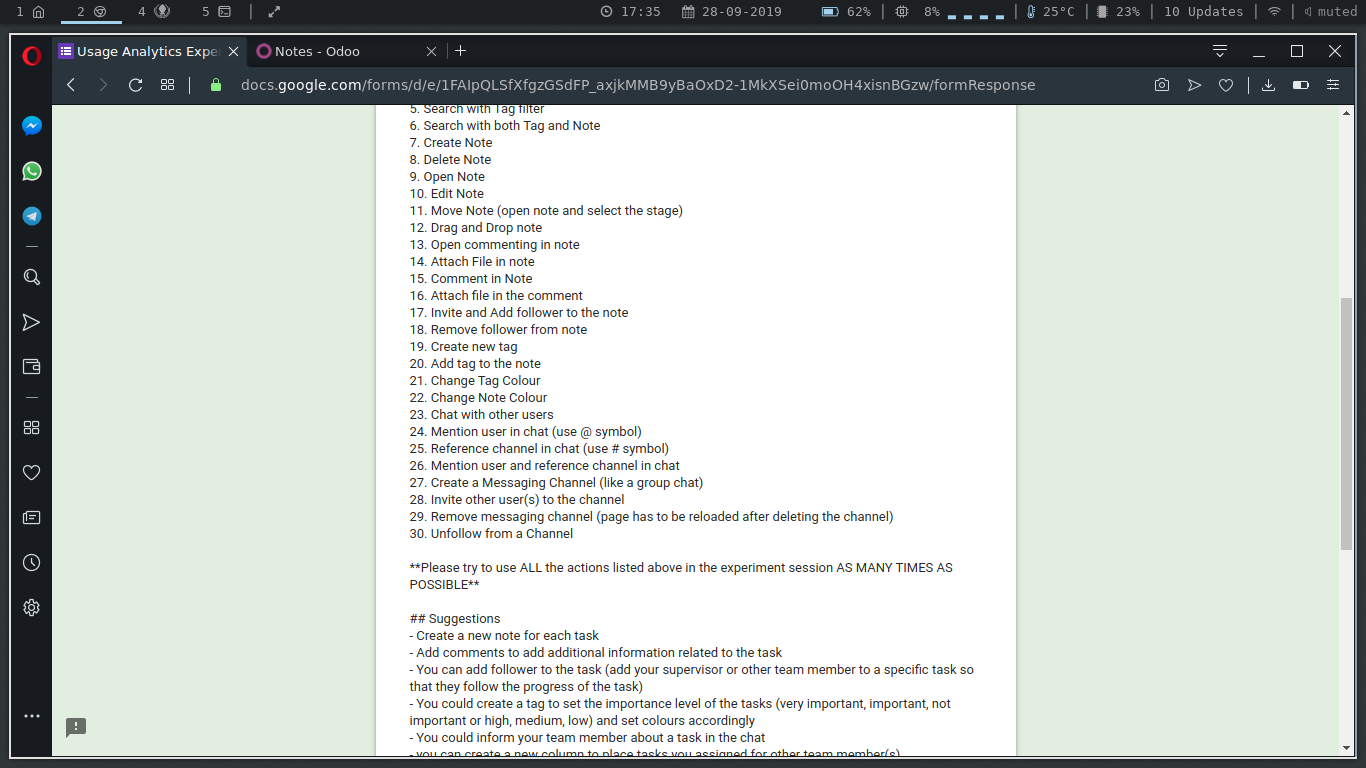 1 2 4 5 17:35 28-09-2019 62% 8% 25°C 23% 10 Updates muted
Usage Analytics Expe Notes - Odoo
docs.google.com/forms/d/e/1FAIpQLSfXfgzGSdFP_axjkMMB9yBaOxD2-1MkXSei0moOH4xisnBGzw/formResponse
5. Search with Tag filter
6. Search with both Tag and Note
7. Create Note
8. Delete Note
9. Open Note
10. Edit Note
11. Move Note (open note and select the stage)
12. Drag and Drop note
13. Open commenting in note
14. Attach File in note
15. Comment in Note
16. Attach file in the comment
17. Invite and Add follower to the note
18. Remove follower from note
19. Create new tag
20. Add tag to the note
21. Change Tag Colour
22. Change Note Colour
23. Chat with other users
24. Mention user in chat (use @ symbol)
25. Reference channel in chat (use # symbol)
26. Mention user and reference channel in chat
27. Create a Messaging Channel (like a group chat)
28. Invite other user(s) to the channel
29. Remove messaging channel (page has to be reloaded after deleting the channel)
30. Unfollow from a Channel
**Please try to use ALL the actions listed above in the experiment session AS MANY TIMES AS
POSSIBLE**
## Suggestions
- Create a new note for each task
- Add comments to add additional information related to the task
- You can add follower to the task (add your supervisor or other team member to a specific task so
that they follow the progress of the task)
- You could create a tag to set the importance level of the tasks (very important, important, not
important or high, medium, low) and set colours accordingly
- You could inform your team member about a task in the chat
- you can create a new column to place tasks you assigned for other team member(s)